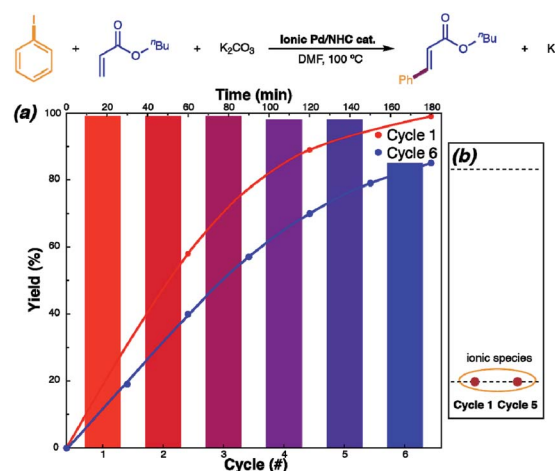 I
O
O
nBu
+
+ K2CO3
Ionic Pd/NHC cat.
DMF, 100 ºC
Ph
O
O
nBu
+ K
(a)
Time (min)
0 20 40 60 80 100 120 140 160 180
Cycle 1
Cycle 6
Yield (%)
100
80
60
40
20
0
1 2 3 4 5 6
Cycle (#)
(b)
ionic species
Cycle 1 Cycle 5